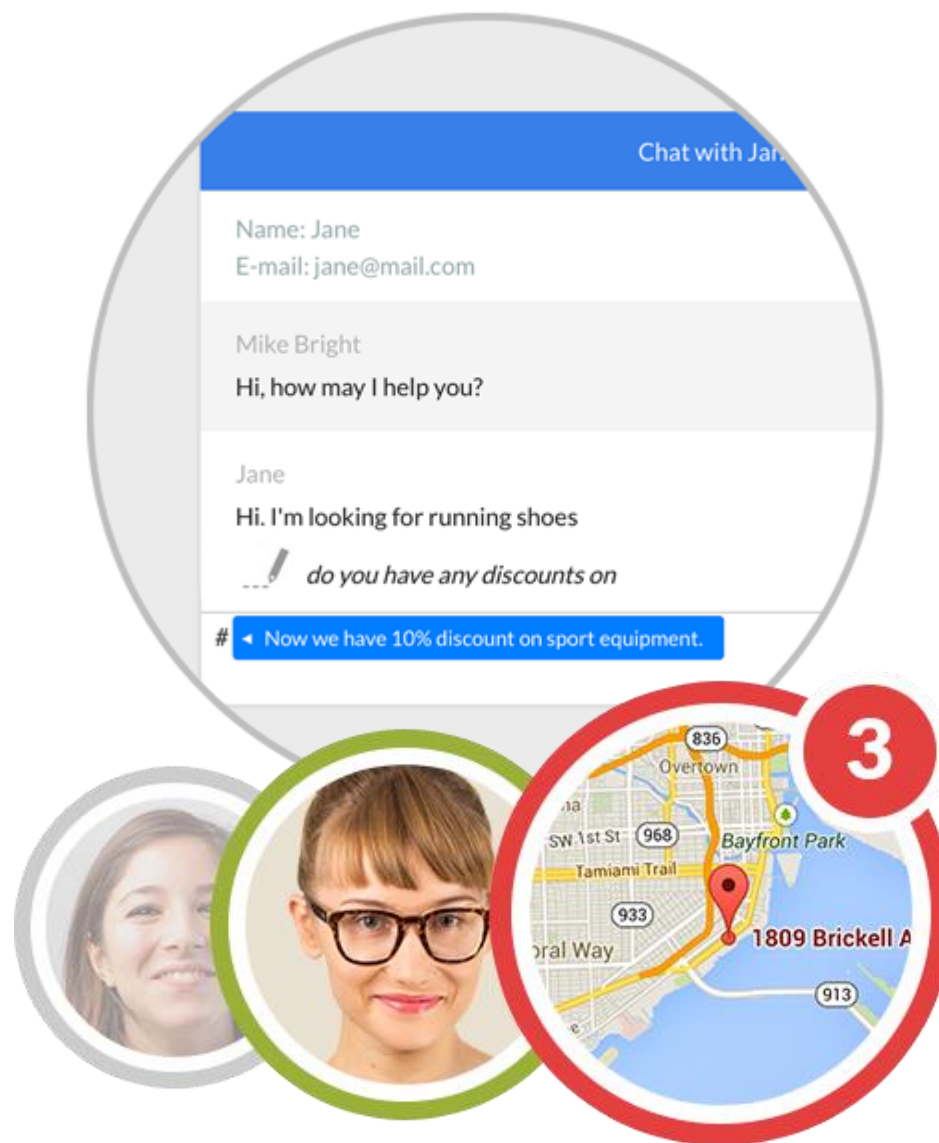 Chat with Jan
Name: Jane
E-mail: jane@mail.com
Mike Bright
Hi, how may I help you?
Jane
Hi. I'm looking for running shoes
do you have any discounts on
# ◄ Now we have 10% discount on sport equipment.
3
836
Overtown
na
SW 1st St
968
Bayfront Park
Tamiami Trail
933
1809 Brickell A
oral Way
913